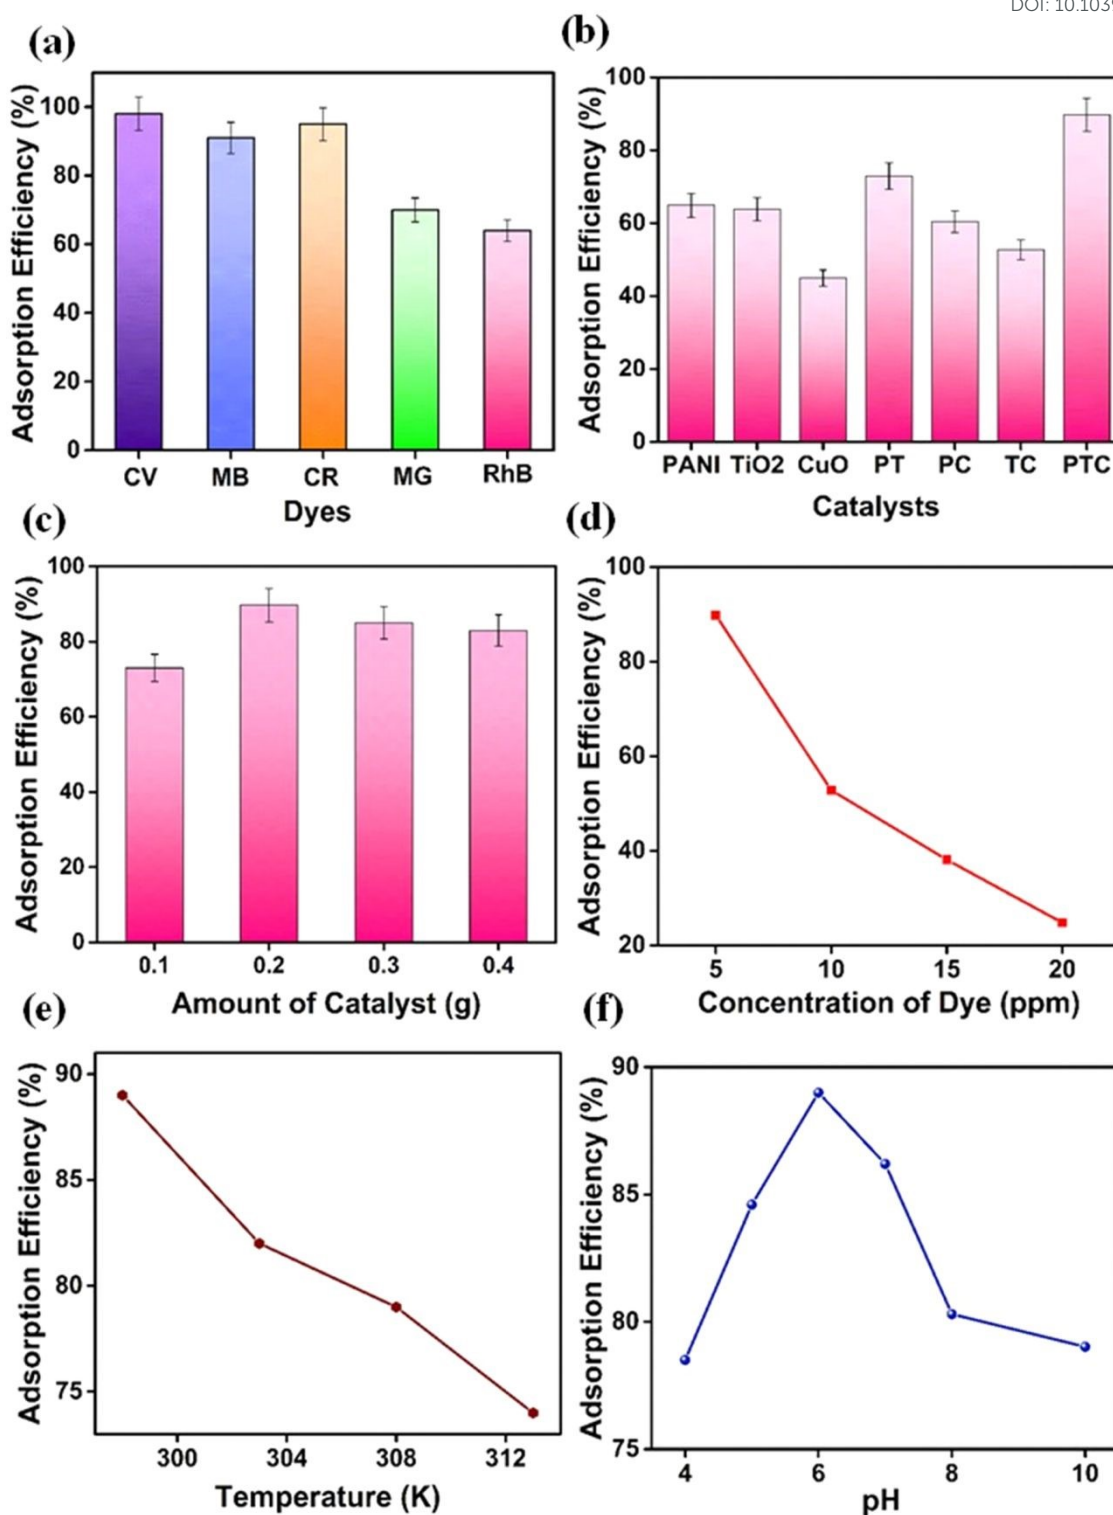 DOI: 10.1039
(a)
Adsorption Efficiency (%)
100
80
60
40
20
0
CV MB CR MG RhB
Dyes
(b)
Adsorption Efficiency (%)
100
80
60
40
20
0
PANI TiO2 CuO PT PC TC PTC
Catalysts
(c)
Adsorption Efficiency (%)
100
80
60
40
20
0
0.1 0.2 0.3 0.4
Amount of Catalyst (g)
(d)
Adsorption Efficiency (%)
100
80
60
40
20
5 10 15 20
Concentration of Dye (ppm)
(e)
Adsorption Efficiency (%)
90
85
80
75
300 304 308 312
Temperature (K)
(f)
Adsorption Efficiency (%)
90
85
80
75
4 6 8 10
pH